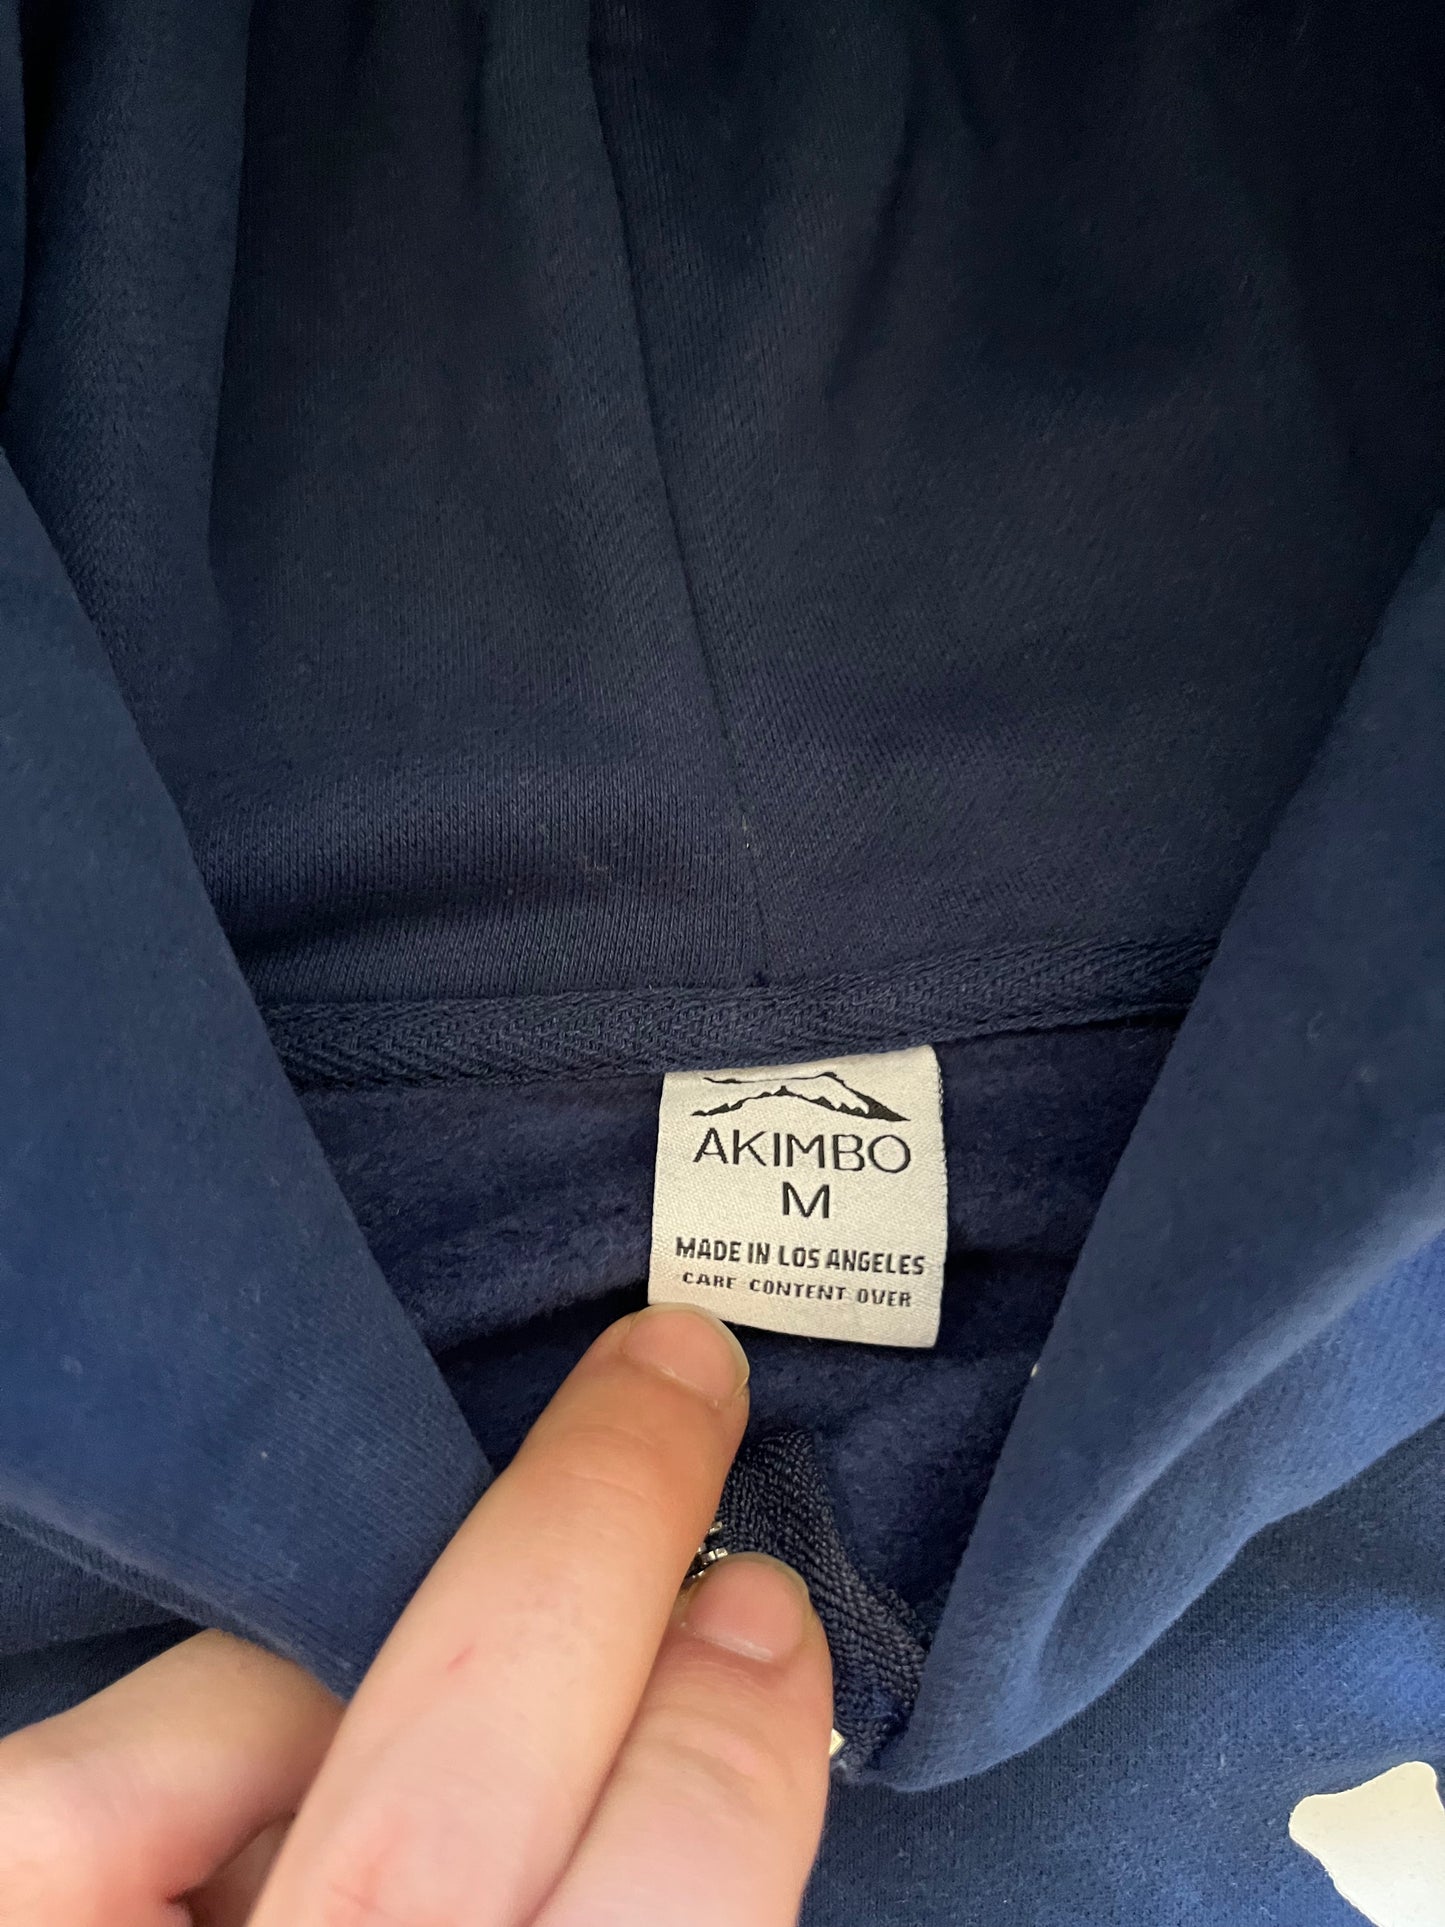 AKIMBO
M
MADE IN LOS ANGELES
CARE CONTENT OVER